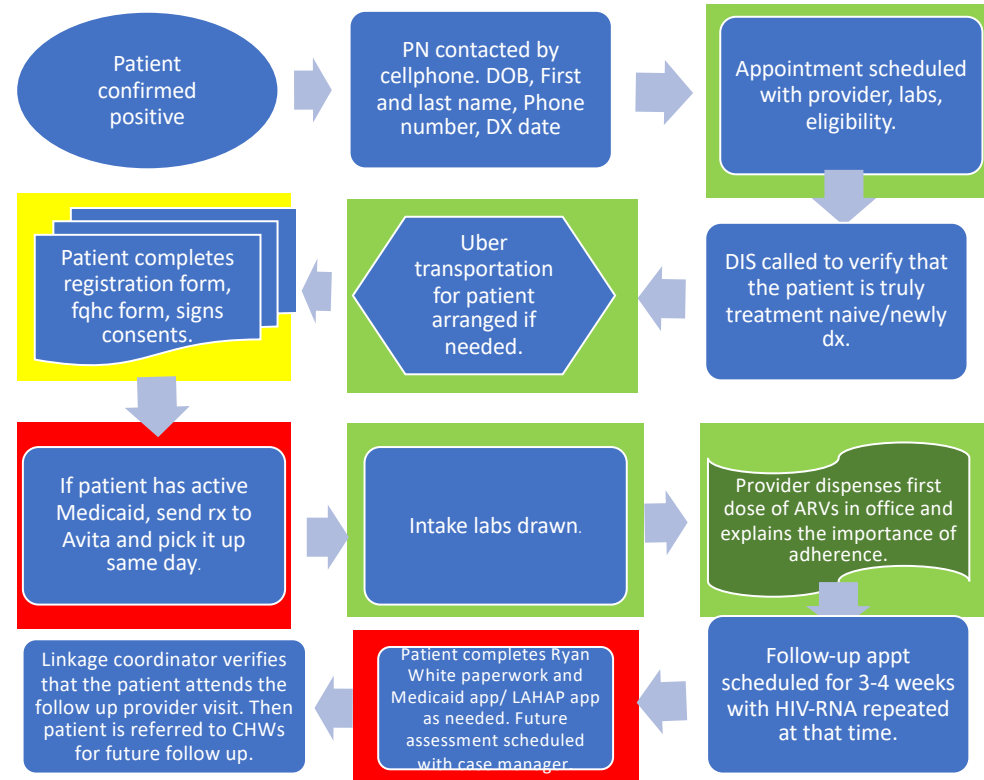 Patient
confirmed
positive
PN contacted by
cellphone. DOB, First
and last name, Phone
number, DX date
Appointment scheduled
with provider, labs,
eligibility.
DIS called to verify that
the patient is truly
treatment naive/newly
dx.
Uber
transportation
for patient
arranged if
needed.
Patient completes
registration form,
fqhc form, signs
consents.
If patient has active
Medicaid, send rx to
Avita and pick it up
same day.
Intake labs drawn.
Provider dispenses first
dose of ARVs in office and
explains the importance of
adherence.
Follow-up appt
scheduled for 3-4 weeks
with HIV-RNA repeated
at that time.
Patient completes Ryan
White paperwork and
Medicaid app/ LAHAP app
as needed. Future
assessment scheduled
with case manager.
Linkage coordinator verifies
that the patient attends the
follow up provider visit. Then
patient is referred to CHWs
for future follow up.